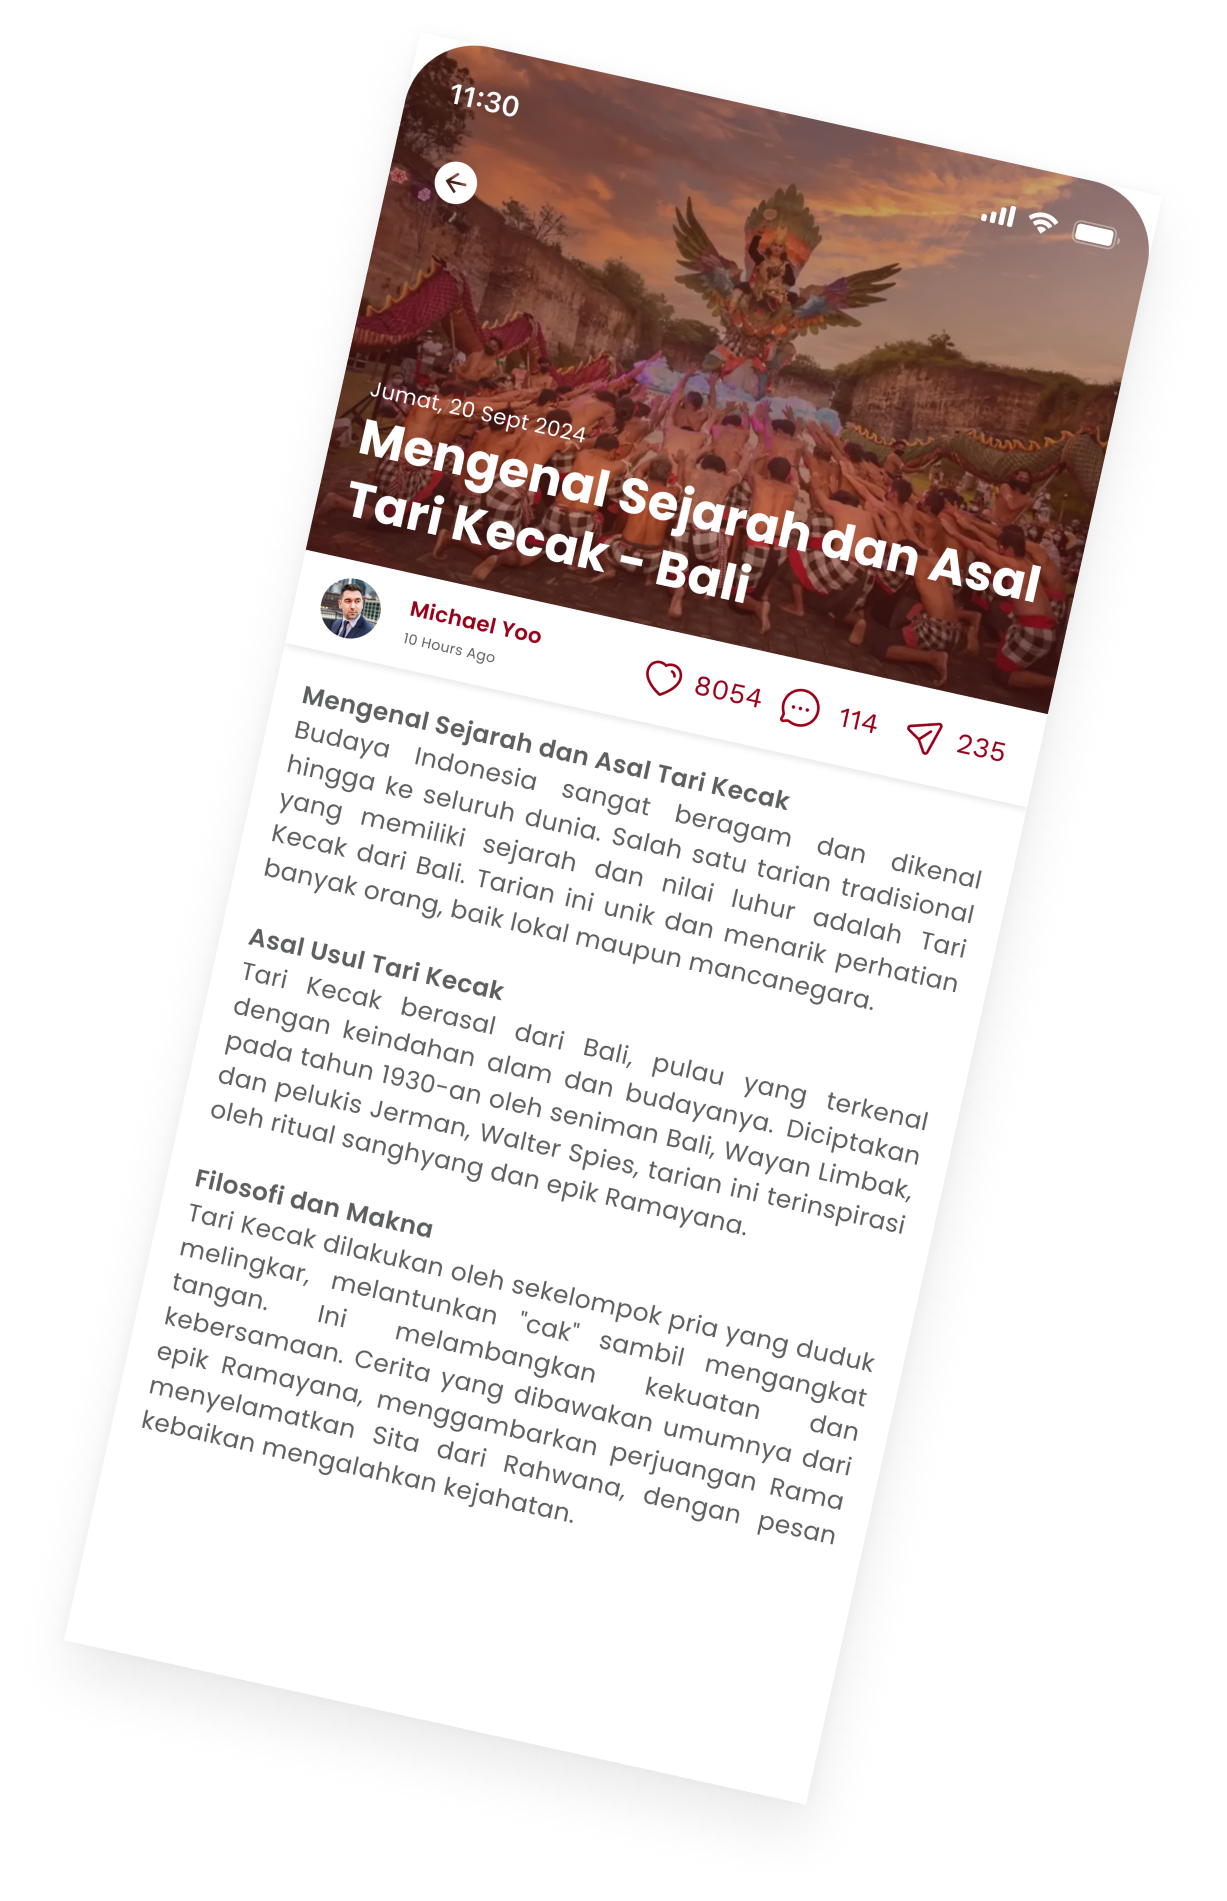 11:30
Jumat, 20 Sept 2024
Mengenal Sejarah dan Asal
Tari Kecak - Bali
Michael Yoo
10 Hours Ago
8054
114
235
Mengenal Sejarah dan Asal Tari Kecak
Budaya Indonesia sangat beragam dan dikenal
hingga ke seluruh dunia. Salah satu tarian tradisional
yang memiliki sejarah dan nilai luhur adalah Tari
Kecak dari Bali. Tarian ini unik dan menarik perhatian
banyak orang, baik lokal maupun mancanegara.
Asal Usul Tari Kecak
Tari Kecak berasal dari Bali, pulau yang terkenal
dengan keindahan alam dan budayanya. Diciptakan
pada tahun 1930-an oleh seniman Bali, Wayan Limbak,
dan pelukis Jerman, Walter Spies, tarian ini terinspirasi
oleh ritual sanghyang dan epik Ramayana.
Filosofi dan Makna
Tari Kecak dilakukan oleh sekelompok pria yang duduk
melingkar, melantunkan "cak" sambil mengangkat
tangan. Ini melambangkan kekuatan dan
kebersamaan. Cerita yang dibawakan umumnya dari
epik Ramayana, menggambarkan perjuangan Rama
menyelamatkan Sita dari Rahwana, dengan pesan
kebaikan mengalahkan kejahatan.